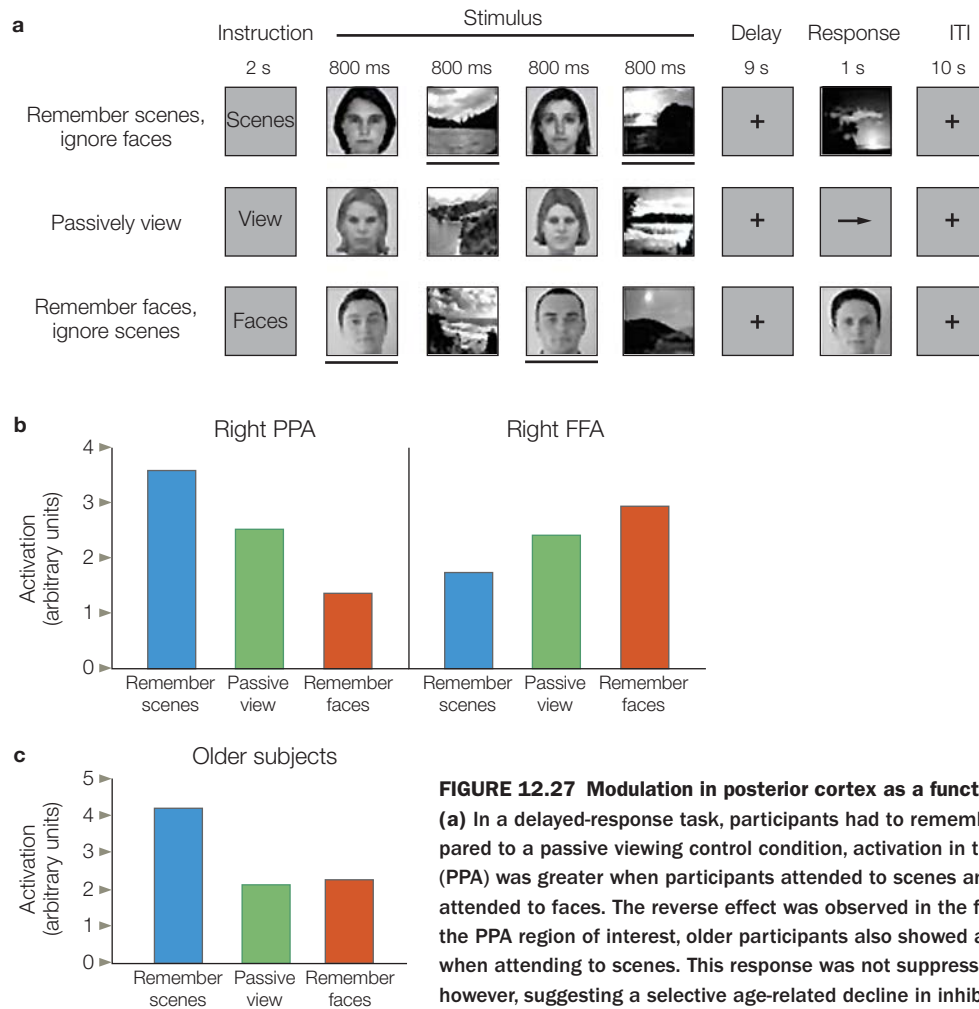 a
Instruction
Stimulus
Delay
Response
ITI
2 s
800 ms
800 ms
800 ms
800 ms
9 s
1 s
10 s
Remember scenes,
ignore faces
Scenes
+
+
Passively view
View
+
+
Remember faces,
ignore scenes
Faces
+
+
b
Right PPA
Right FFA
Activation
(arbitrary units)
4
3
2
1
0
Remember
scenes
Passive
view
Remember
faces
Remember
scenes
Passive
view
Remember
faces
c
Older subjects
Activation
(arbitrary units)
5
4
3
2
1
0
Remember
scenes
Passive
view
Remember
faces
FIGURE 12.27 Modulation in posterior cortex as a funct
(a) In a delayed-response task, participants had to rememb
pared to a passive viewing control condition, activation in t
(PPA) was greater when participants attended to scenes an
attended to faces. The reverse effect was observed in the f
the PPA region of interest, older participants also showed a
when attending to scenes. This response was not suppress
however, suggesting a selective age-related decline in inhib